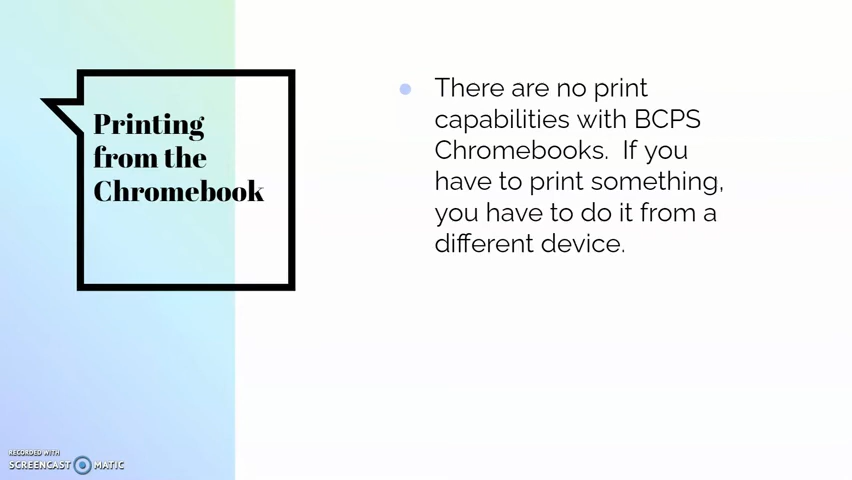 Printing
from the
Chromebook
There are no print
capabilities with BCPS
Chromebooks.  If you
have to print something,
you have to do it from a
different device.
RECORDED WITH
SCREENCAST MATIC